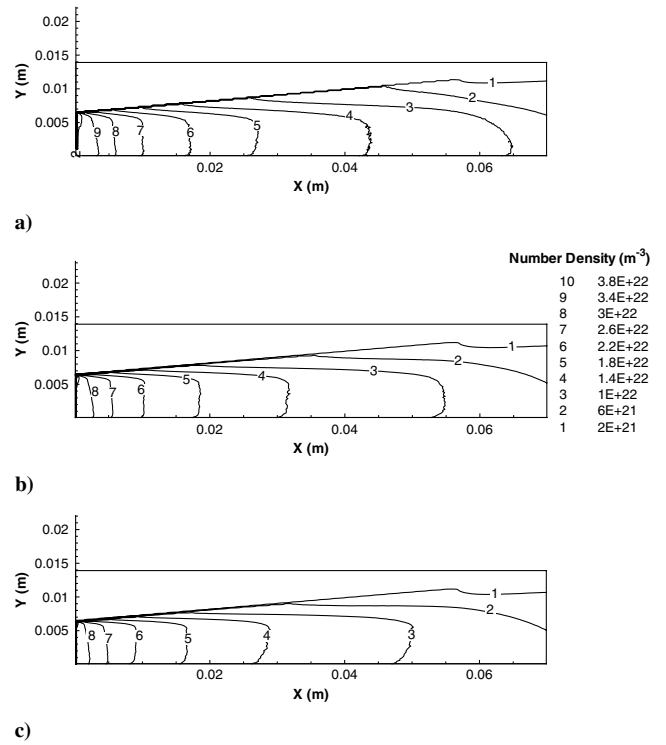 0.02
0.015
0.01
0.005
0
Y (m)
1
2
3
4
5
6
7
8
9
0.02
0.04
0.06
X (m)
a)
0.02
0.015
0.01
0.005
Y (m)
1
2
3
4
5
6
7
8
0.02
0.04
0.06
X (m)
Number Density (m-3)
10 3.8E+22
9 3.4E+22
8 3E+22
7 2.6E+22
6 2.2E+22
5 1.8E+22
4 1.4E+22
3 1E+22
2 6E+21
1 2E+21
b)
0.02
0.015
0.01
0.005
Y (m)
1
2
3
4
5
6
7
8
0.02
0.04
0.06
X (m)
c)